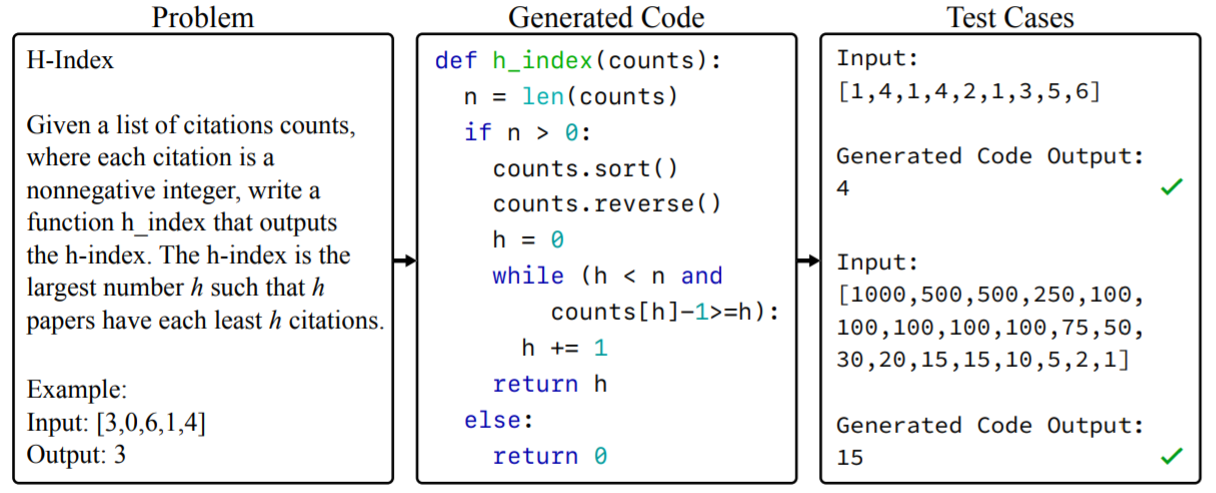 Problem
H-Index
Given a list of citations counts,
where each citation is a
nonnegative integer, write a
function h_index that outputs
the h-index. The h-index is the
largest number h such that h
papers have each least h citations.
Example:
Input: [3,0,6,1,4]
Output: 3
Generated Code
def h_index(counts):
n = len(counts)
if n > 0:
counts.sort()
counts.reverse()
h = 0
while (h < n and
counts[h]-1>=h):
h += 1
return h
else:
return 0
Test Cases
Input:
[1,4,1,4,2,1,3,5,6]
Generated Code Output:
4
Input:
[1000,500,500,250,100,
100,100,100,100,75,50,
30,20,15,15,10,5,2,1]
Generated Code Output:
15